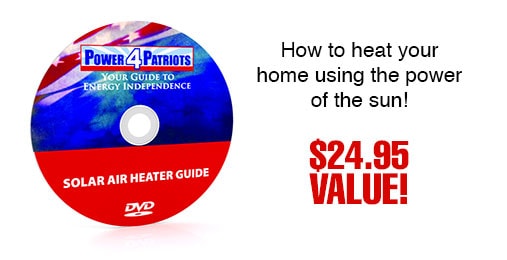 POWER4PATRIOTS
YOUR GUIDE TO
ENERGY INDEPENDENCE
SOLAR AIR HEATER GUIDE
DVD
How to heat your
home using the power
of the sun!
$24.95
VALUE!